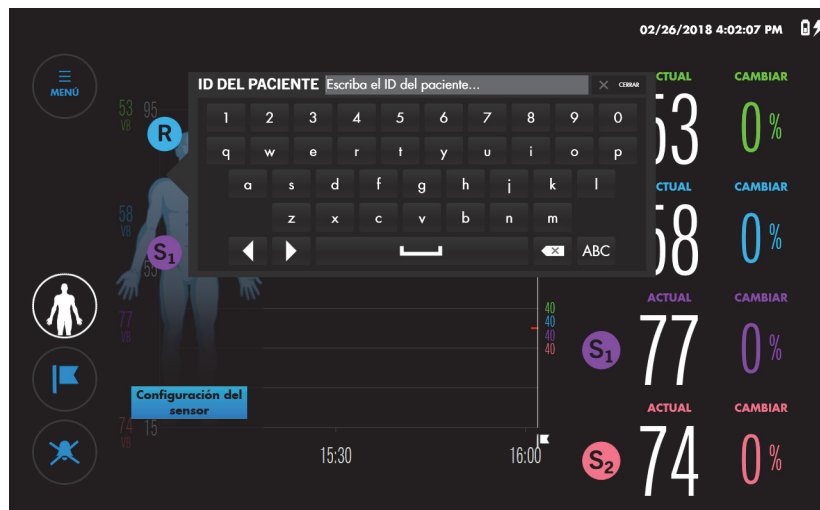 02/26/2018 4:02:07 PM
MENÚ
ID DEL PACIENTE Escriba el ID del paciente... CERRAR
1 2 3 4 5 6 7 8 9 0
q w e r t y u i o p
a s d f g h j k l
z x c v b n m
ABC
53 95
VB
R
58
VB
S1
55
77
VB
74 15
VB
Configuración del
sensor
40
40
40
40
15:30 16:00
CTUAL CAMBIAR
53 0 %
CTUAL CAMBIAR
58 0 %
ACTUAL CAMBIAR
S1 77 0 %
ACTUAL CAMBIAR
S2 74 0 %